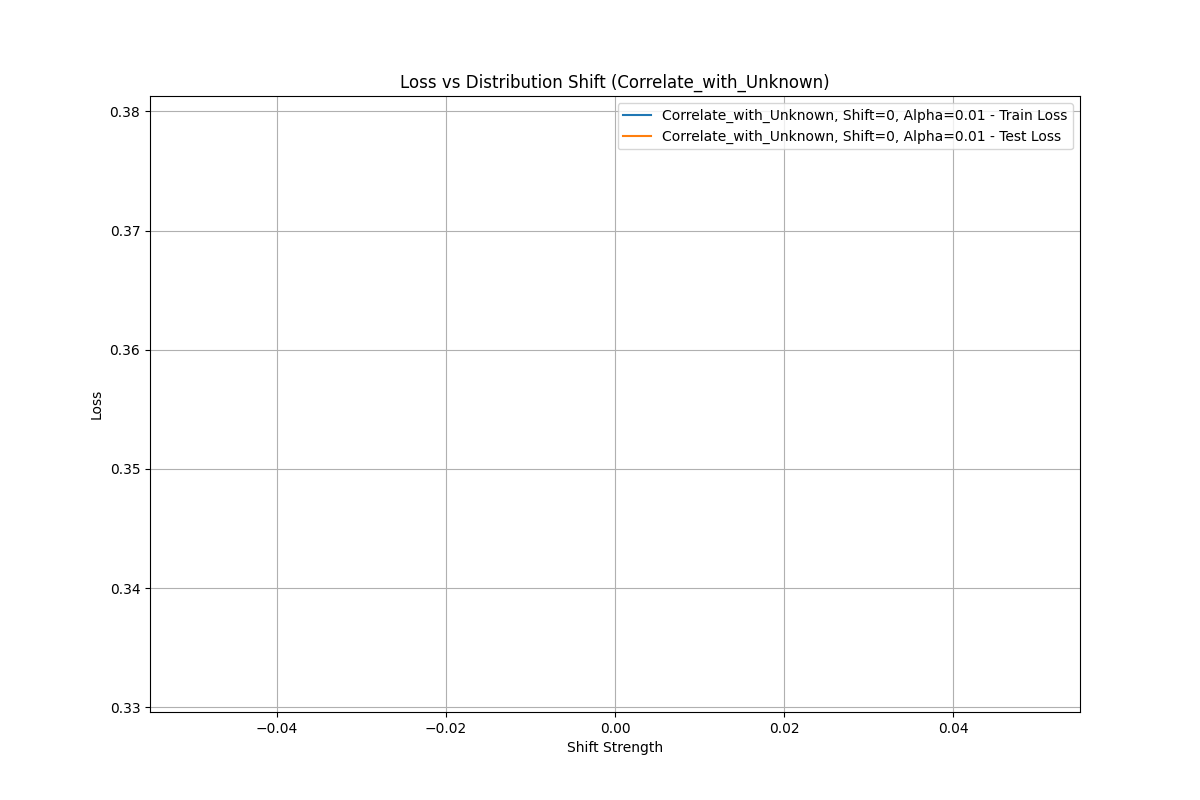 Loss vs Distribution Shift (Correlate_with_Unknown)
Correlate_with_Unknown, Shift=0, Alpha=0.01 - Train Loss
Correlate_with_Unknown, Shift=0, Alpha=0.01 - Test Loss
0.38
0.37
0.36
0.35
0.34
0.33
Loss
−0.04
−0.02
0.00
0.02
0.04
Shift Strength